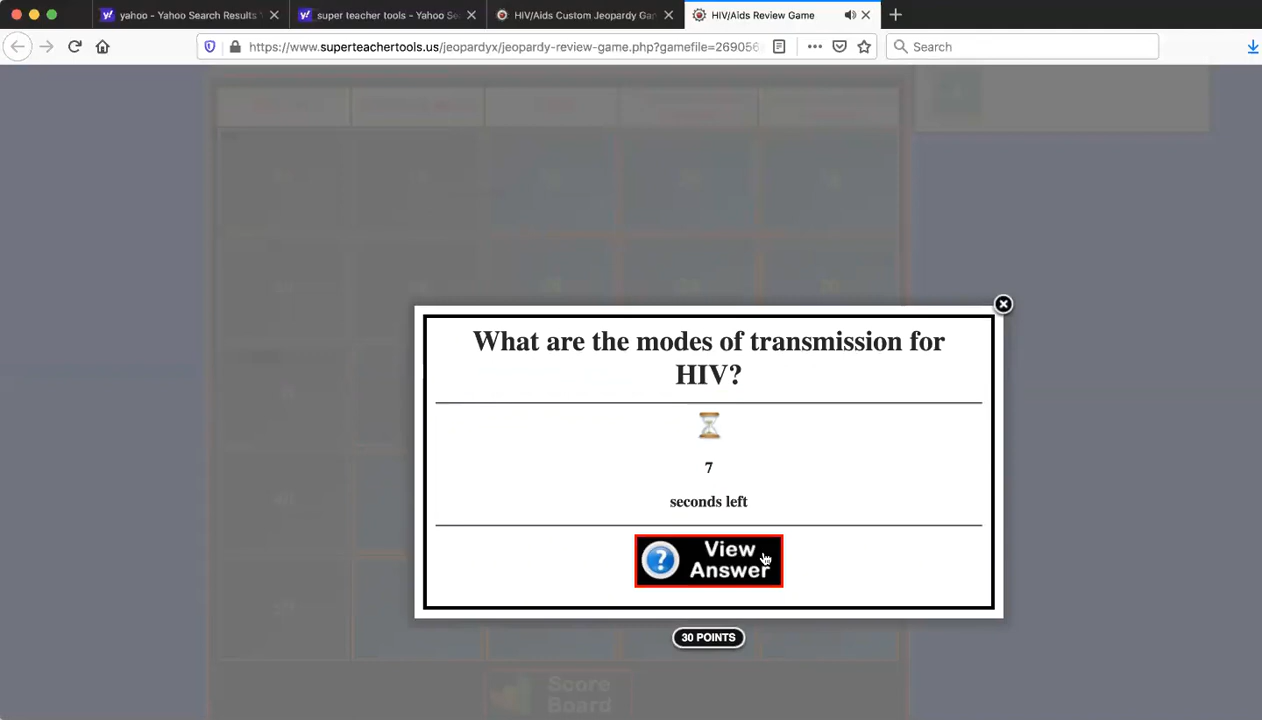 yahoo - Yahoo Search Results
super teacher tools - Yahoo Se
HIV/Aids Custom Jeopardy Gam
HIV/Aids Review Game
https://www.superteachertools.us/jeopardyx/jeopardy-review-game.php?gamefile=269056
Search
What are the modes of transmission for
HIV?
7
seconds left
View
Answer
30 POINTS
Score
Board